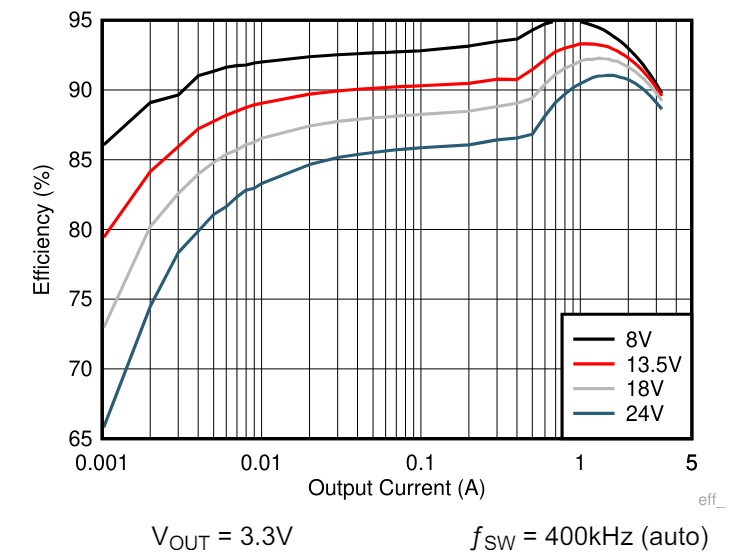 95
90
85
80
75
70
65
Efficiency (%)
0.001
0.01
0.1
1
5
Output Current (A)
8V
13.5V
18V
24V
eff_
VOUT = 3.3V
ƒSW = 400kHz (auto)